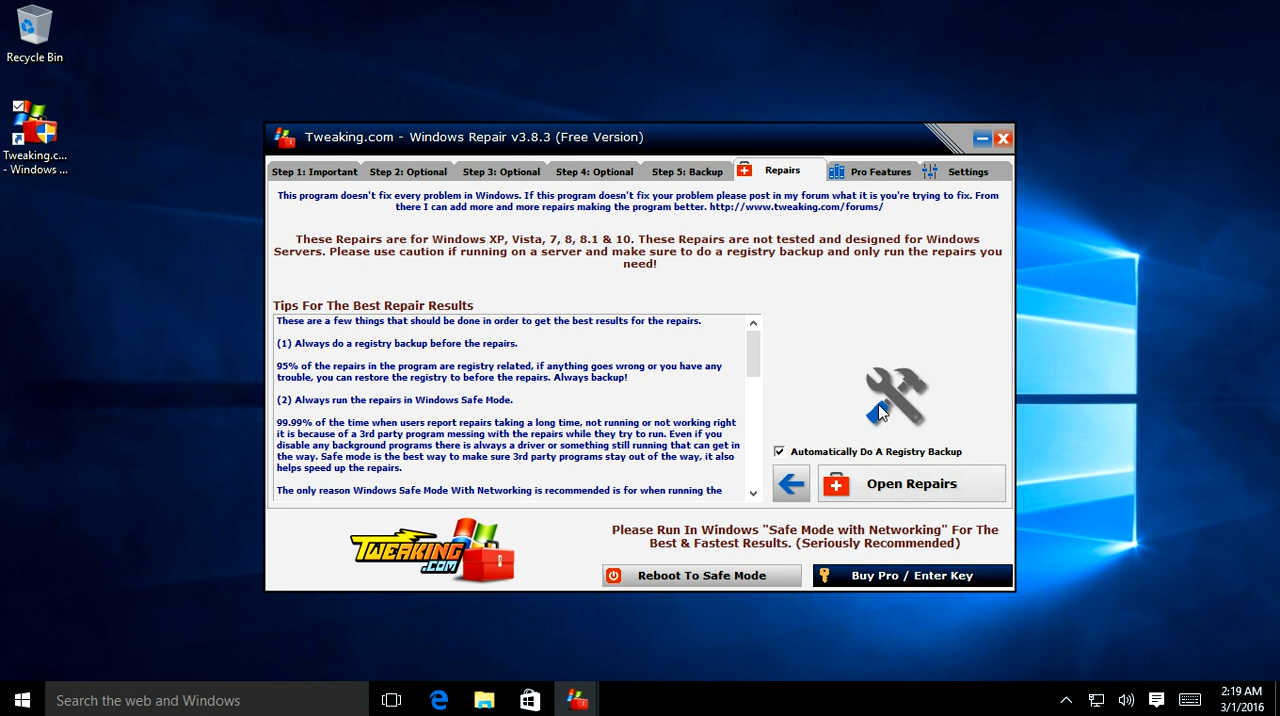 Recycle Bin
Tweaking.c...
- Windows ...
Tweaking.com - Windows Repair v3.8.3 (Free Version)
Step 1: Important
Step 2: Optional
Step 3: Optional
Step 4: Optional
Step 5: Backup
Repairs
Pro Features
Settings
This program doesn't fix every problem in Windows. If this program doesn't fix your problem please post in my forum what it is you're trying to fix. From
there I can add more and more repairs making the program better. http://www.tweaking.com/forums/
These Repairs are for Windows XP, Vista, 7, 8, 8.1 & 10. These Repairs are not tested and designed for Windows
Servers. Please use caution if running on a server and make sure to do a registry backup and only run the repairs you
need!
Tips For The Best Repair Results
These are a few things that should be done in order to get the best results for the repairs.
(1) Always do a registry backup before the repairs.
95% of the repairs in the program are registry related, if anything goes wrong or you have any
trouble, you can restore the registry to before the repairs. Always backup!
(2) Always run the repairs in Windows Safe Mode.
99.99% of the time when users report repairs taking a long time, not running or not working right
it is because of a 3rd party program messing with the repairs while they try to run. Even if you
disable any background programs there is always a driver or something still running that can get in
the way. Safe mode is the best way to make sure 3rd party programs stay out of the way, it also
helps speed up the repairs.
The only reason Windows Safe Mode With Networking is recommended is for when running the
Automatically Do A Registry Backup
Open Repairs
TWEAKING
.COM
Please Run In Windows "Safe Mode with Networking" For The
Best & Fastest Results. (Seriously Recommended)
Reboot To Safe Mode
Buy Pro / Enter Key
Search the web and Windows
2:19 AM
3/1/2016